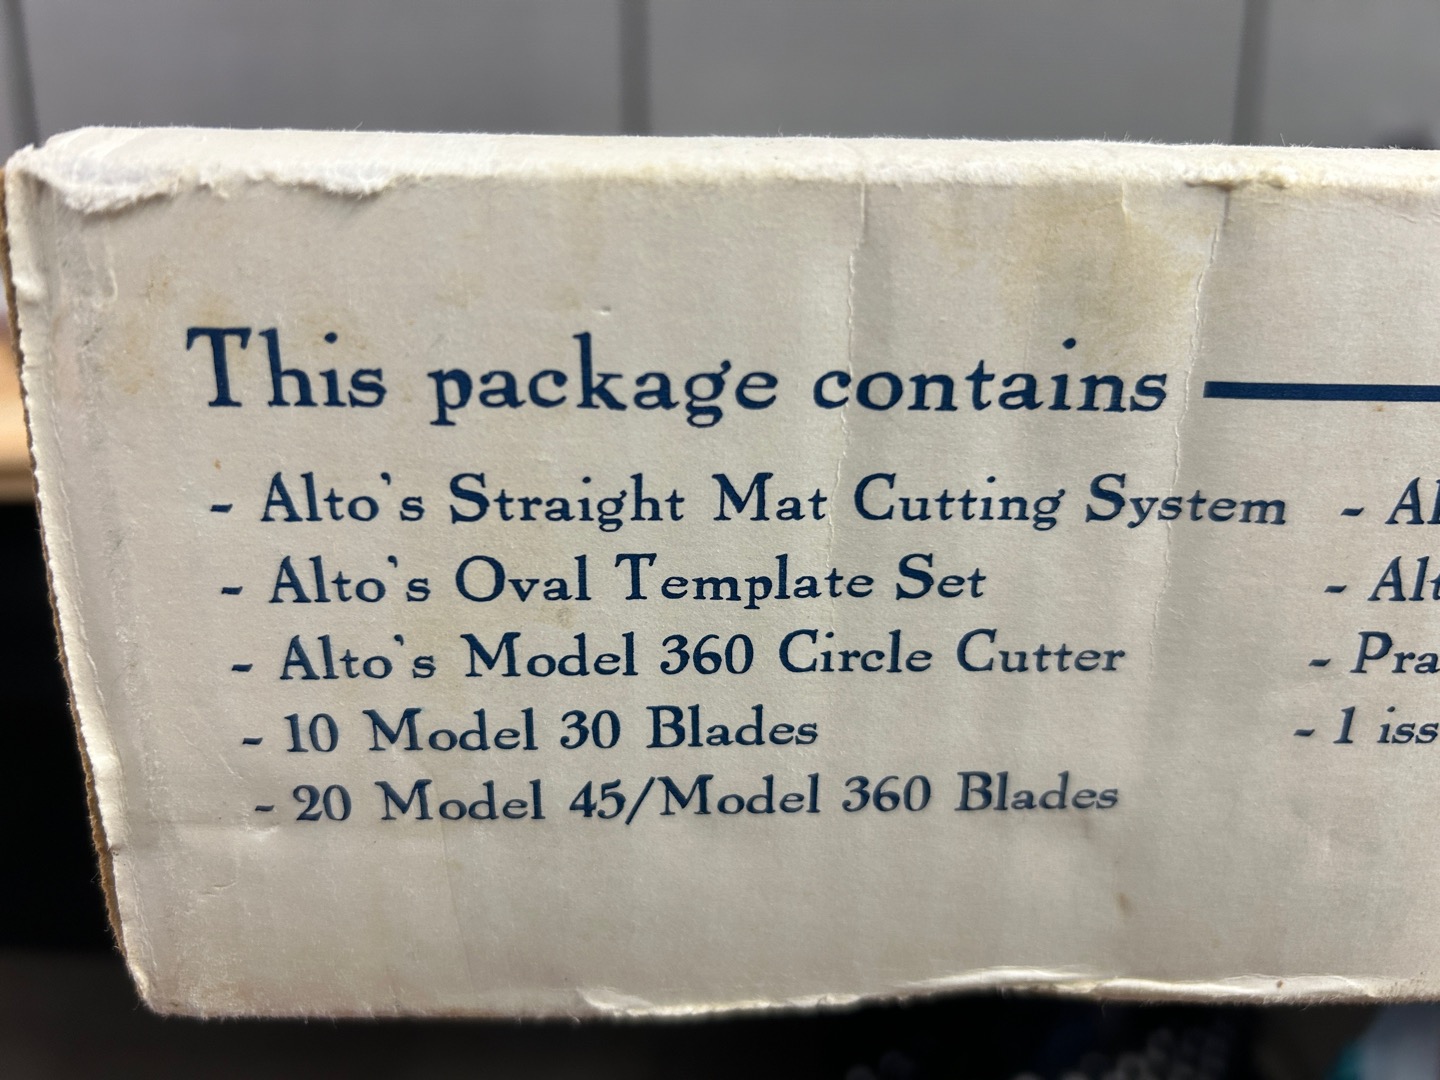 This package contains
- Alto's Straight Mat Cutting System
- Alto's Oval Template Set
- Alto's Model 360 Circle Cutter
- 10 Model 30 Blades
- 20 Model 45/Model 360 Blades
- 1